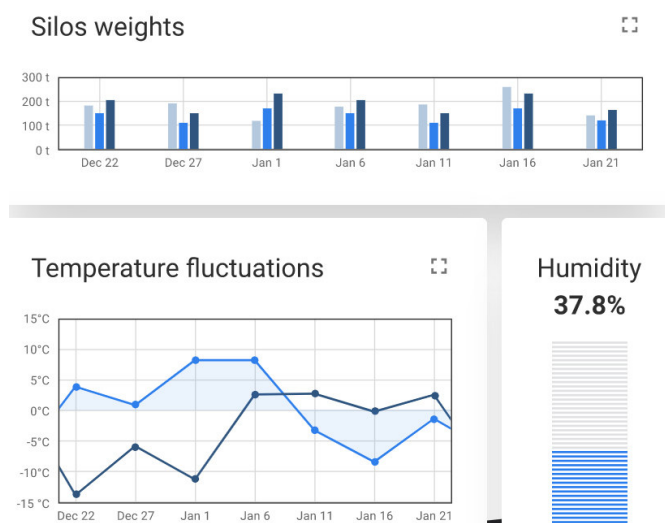 Silos weights
300 t
200 t
100 t
0 t
Dec 22 Dec 27 Jan 1 Jan 6 Jan 11 Jan 16 Jan 21
Temperature fluctuations
15°C
10°C
5°C
0°C
-5°C
-10°C
-15 °C
Dec 22 Dec 27 Jan 1 Jan 6 Jan 11 Jan 16 Jan 21
Humidity
37.8%